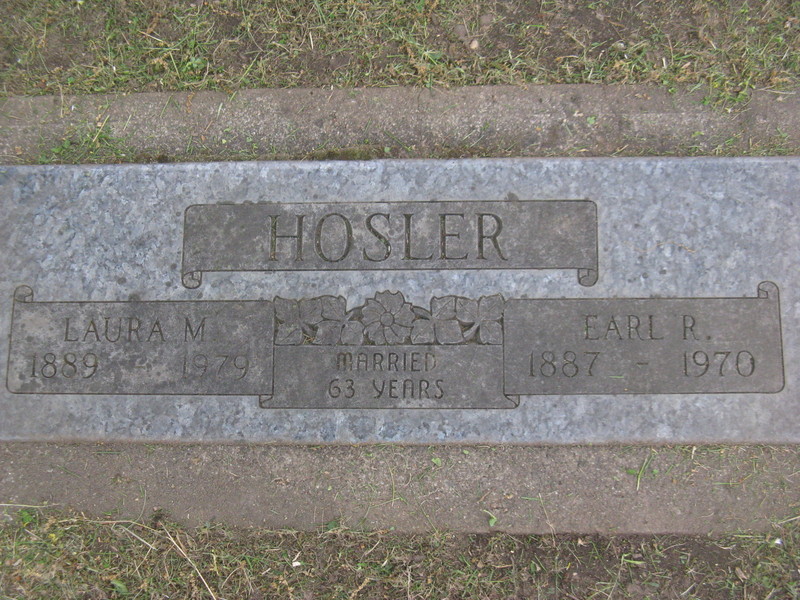 HOSLER
LAURA M.
1889 - 1979
MARRIED
63 YEARS
EARL R.
1887 - 1970